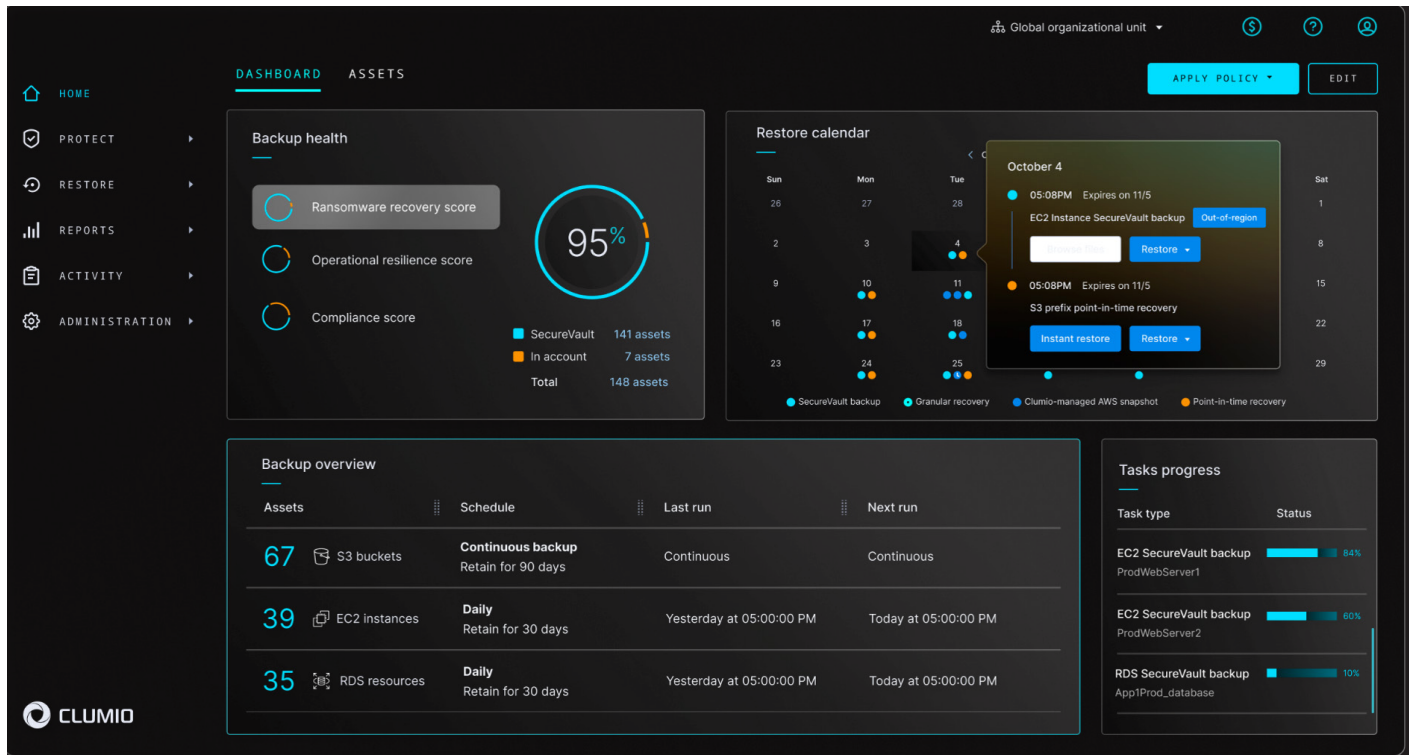 Global organizational unit
$
?
DASHBOARD ASSETS
APPLY POLICY
EDIT
HOME
PROTECT
RESTORE
REPORTS
ACTIVITY
ADMINISTRATION
CLUMIO
Backup health
Ransomware recovery score
Operational resilience score
Compliance score
95%
SecureVault 141 assets
In account 7 assets
Total 148 assets
Restore calendar
Sun Mon Tue Sat
26 27 28 1
2 3 4 8
9 10 11 15
16 17 18 22
23 24 25 29
SecureVault backup Granular recovery Clumio-managed AWS snapshot Point-in-time recovery
October 4
05:08PM Expires on 11/5
EC2 Instance SecureVault backup Out-of-region
Restore
05:08PM Expires on 11/5
S3 prefix point-in-time recovery
Instant restore Restore
Backup overview
Assets Schedule Last run Next run
67 S3 buckets Continuous backup Continuous Continuous
Retain for 90 days
39 EC2 instances Daily Yesterday at 05:00:00 PM Today at 05:00:00 PM
Retain for 30 days
35 RDS resources Daily Yesterday at 05:00:00 PM Today at 05:00:00 PM
Retain for 30 days
Tasks progress
Task type Status
EC2 SecureVault backup 84%
ProdWebServer1
EC2 SecureVault backup 60%
ProdWebServer2
RDS SecureVault backup 10%
App1Prod_database